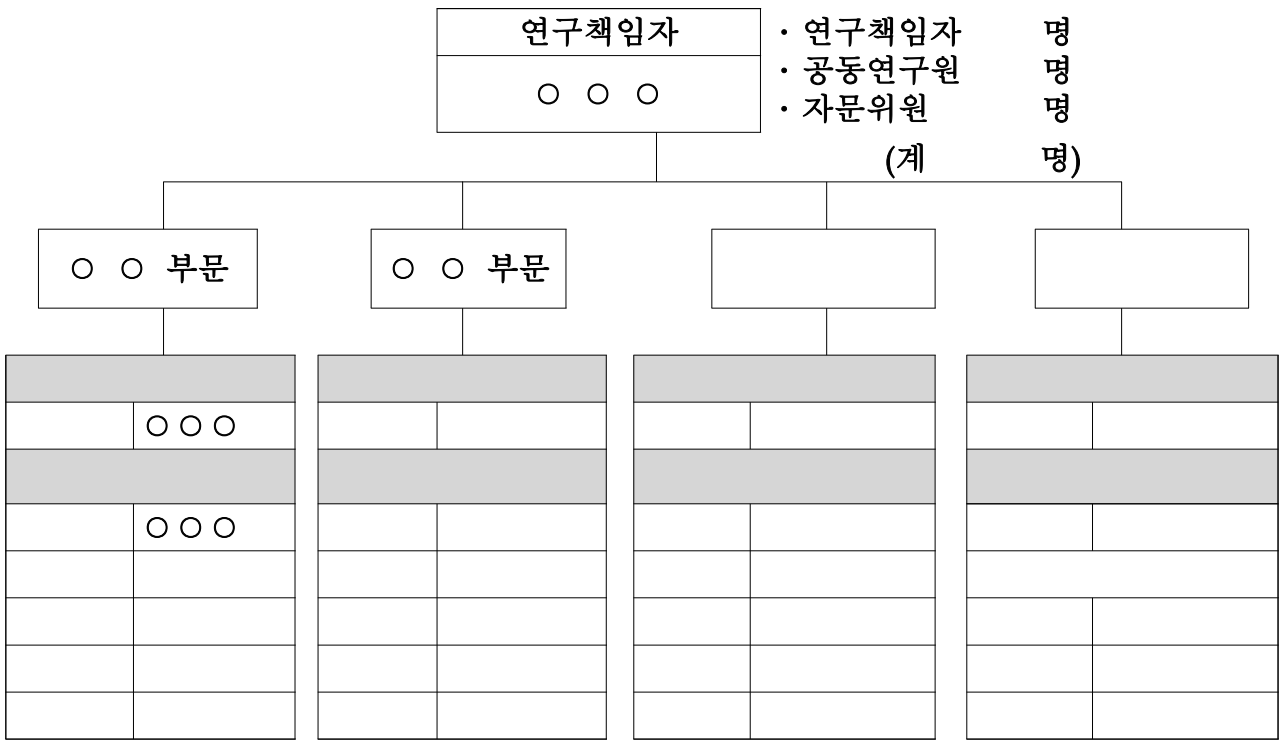 연구책임자
○ ○ ○
· 연구책임자 명
· 공동연구원 명
· 자문위원 명
(계 명)
○ ○ 부문
○ ○ 부문
○○○
○○○